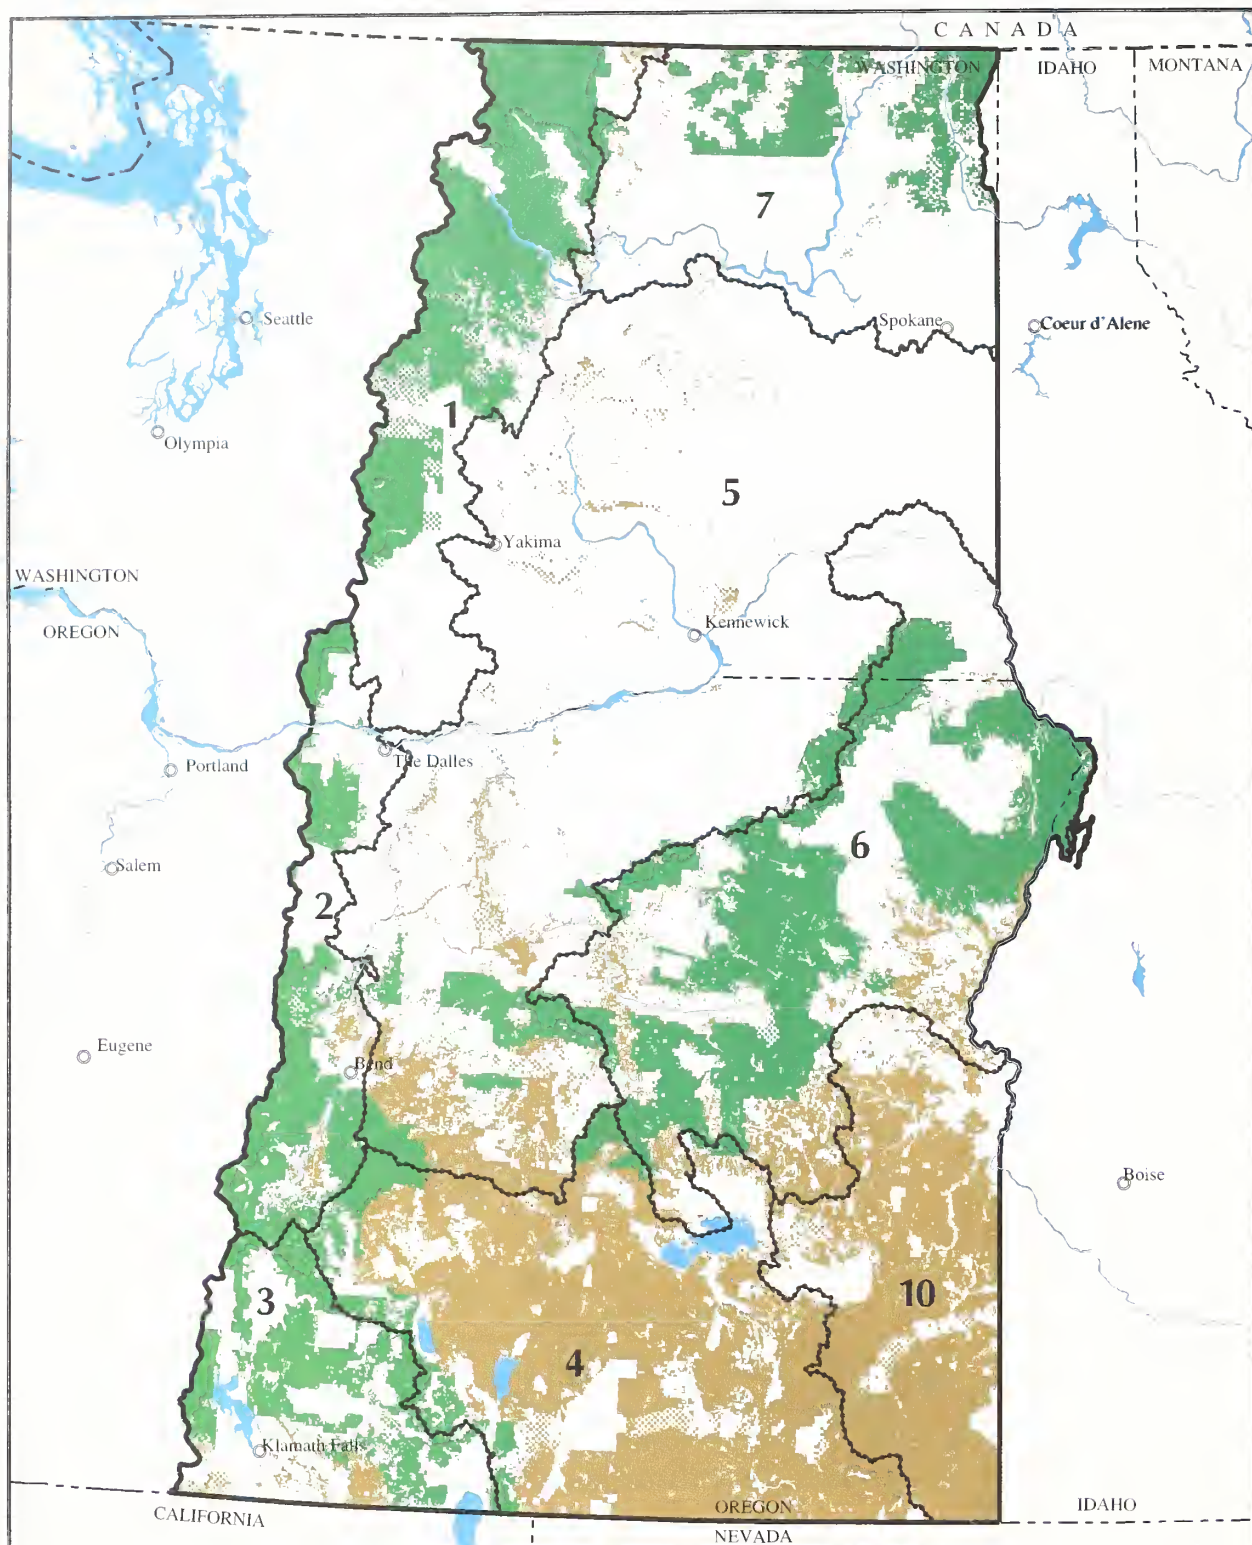 CANADA
WASHINGTON
IDAHO
MONTANA
7
Seattle
Spokane
Coeur d'Alene
1
Olympia
5
Yakima
WASHINGTON
OREGON
Kennewick
The Dalles
Portland
6
Salem
2
Eugene
Bend
Boise
3
10
4
Klamath Falls
CALIFORNIA
OREGON
NEVADA
IDAHO